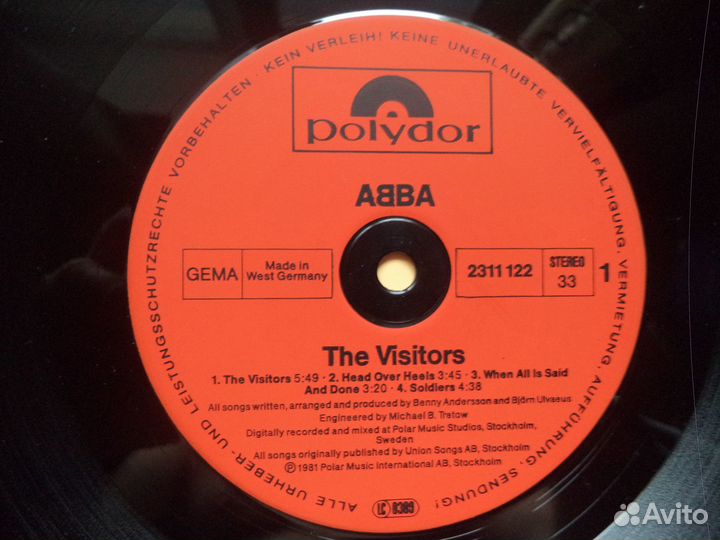 ALLE URHEBER- UND LEISTUNGSSCHUTZRECHTE VORBEHALTEN · KEIN VERLEIH! KEINE UNERLAUBTE VERVIELFÄLTIGUNG, VERMIETUNG, AUFFÜHRUNG, SENDUNG!
polydor
ABBA
GEMA
Made in
West Germany
2311 122
STEREO
33
1
The Visitors
1. The Visitors 5:49 · 2. Head Over Heels 3:45 · 3. When All Is Said
And Done 3:20 · 4. Soldiers 4:38
All songs written, arranged and produced by Benny Andersson and Björn Ulvaeus
Engineered by Michael B. Tretow
Digitally recorded and mixed at Polar Music Studios, Stockholm,
Sweden
All songs originally published by Union Songs AB, Stockholm
℗ 1981 Polar Music International AB, Stockholm
LC 0309
Avito